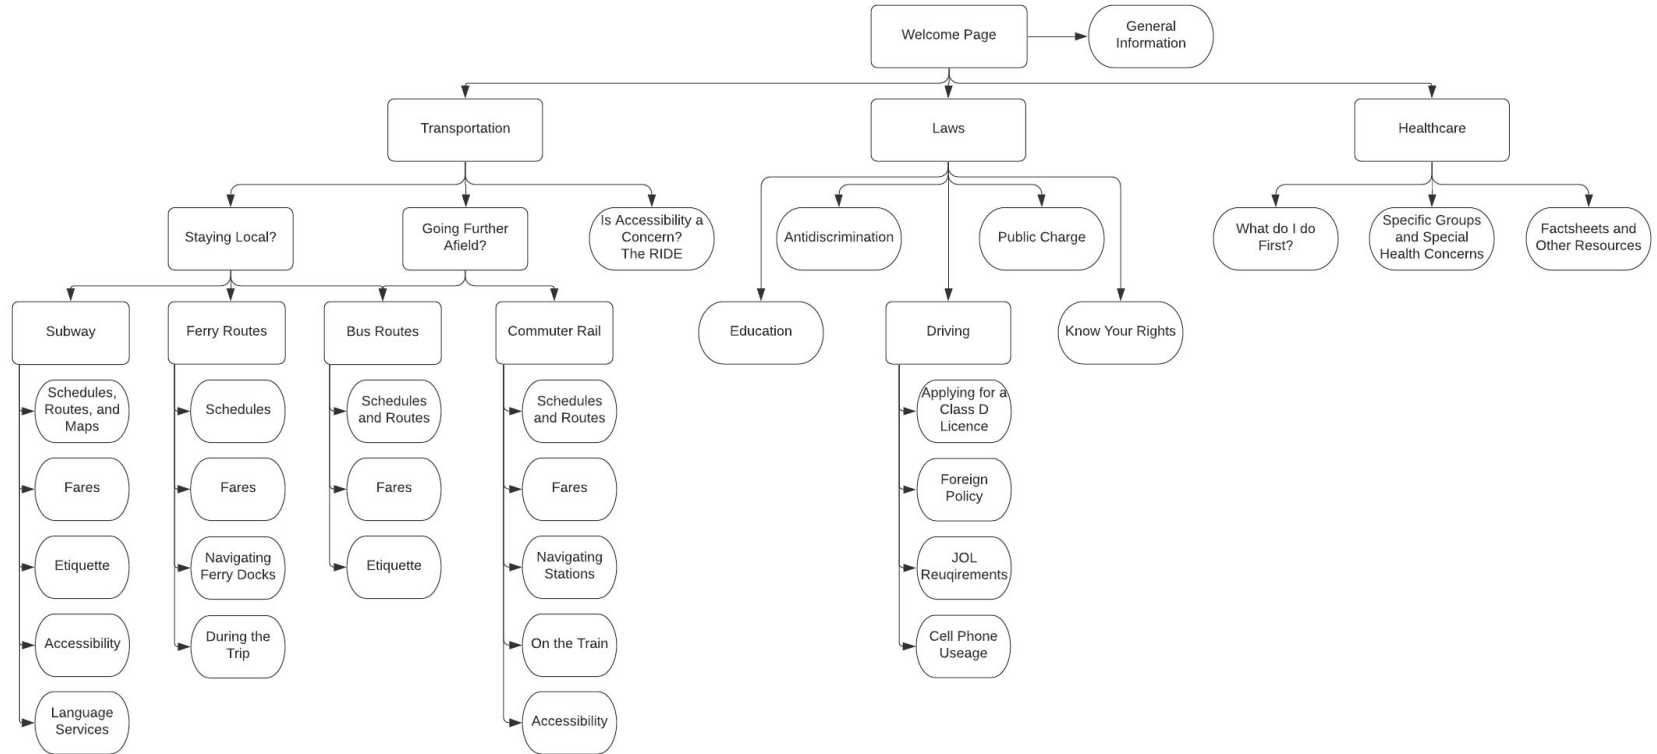 Welcome Page
General
Information
Transportation
Laws
Healthcare
Staying Local?
Going Further
Afield?
Is Accessibility a
Concern?
The RIDE
Antidiscrimination
Public Charge
What do I do
First?
Specific Groups
and Special
Health Concerns
Factsheets and
Other Resources
Subway
Ferry Routes
Bus Routes
Commuter Rail
Education
Driving
Know Your Rights
Schedules,
Routes, and
Maps
Schedules
Schedules
and Routes
Schedules
and Routes
Applying for a
Class D
Licence
Fares
Fares
Fares
Fares
Foreign
Policy
Etiquette
Navigating
Ferry Docks
Etiquette
Navigating
Stations
JOL
Reuqirements
Accessibility
During the
Trip
On the Train
Cell Phone
Useage
Language
Services
Accessibility